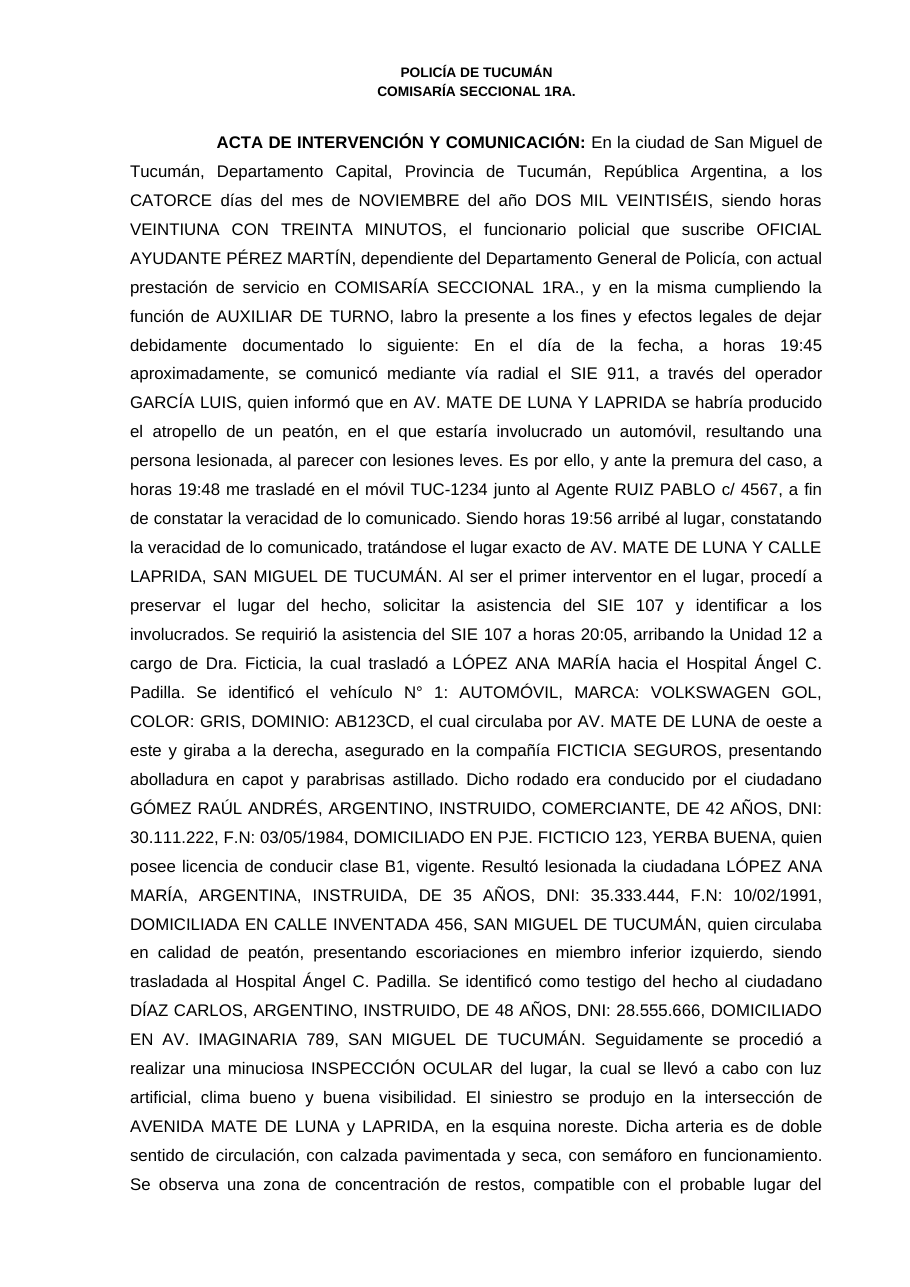 POLICÍA DE TUCUMÁN
COMISARÍA SECCIONAL 1RA.
ACTA DE INTERVENCIÓN Y COMUNICACIÓN: En la ciudad de San Miguel de
Tucumán, Departamento Capital, Provincia de Tucumán, República Argentina, a los
CATORCE días del mes de NOVIEMBRE del año DOS MIL VEINTISÉIS, siendo horas
VEINTIUNA CON TREINTA MINUTOS, el funcionario policial que suscribe OFICIAL
AYUDANTE PÉREZ MARTÍN, dependiente del Departamento General de Policía, con actual
prestación de servicio en COMISARÍA SECCIONAL 1RA., y en la misma cumpliendo la
función de AUXILIAR DE TURNO, labro la presente a los fines y efectos legales de dejar
debidamente documentado lo siguiente: En el día de la fecha, a horas 19:45
aproximadamente, se comunicó mediante vía radial el SIE 911, a través del operador
GARCÍA LUIS, quien informó que en AV. MATE DE LUNA Y LAPRIDA se habría producido
el atropello de un peatón, en el que estaría involucrado un automóvil, resultando una
persona lesionada, al parecer con lesiones leves. Es por ello, y ante la premura del caso, a
horas 19:48 me trasladé en el móvil TUC-1234 junto al Agente RUIZ PABLO c/ 4567, a fin
de constatar la veracidad de lo comunicado. Siendo horas 19:56 arribé al lugar, constatando
la veracidad de lo comunicado, tratándose el lugar exacto de AV. MATE DE LUNA Y CALLE
LAPRIDA, SAN MIGUEL DE TUCUMÁN. Al ser el primer interventor en el lugar, procedí a
preservar el lugar del hecho, solicitar la asistencia del SIE 107 y identificar a los
involucrados. Se requirió la asistencia del SIE 107 a horas 20:05, arribando la Unidad 12 a
cargo de Dra. Ficticia, la cual trasladó a LÓPEZ ANA MARÍA hacia el Hospital Ángel C.
Padilla. Se identificó el vehículo N° 1: AUTOMÓVIL, MARCA: VOLKSWAGEN GOL,
COLOR: GRIS, DOMINIO: AB123CD, el cual circulaba por AV. MATE DE LUNA de oeste a
este y giraba a la derecha, asegurado en la compañía FICTICIA SEGUROS, presentando
abolladura en capot y parabrisas astillado. Dicho rodado era conducido por el ciudadano
GÓMEZ RAÚL ANDRÉS, ARGENTINO, INSTRUIDO, COMERCIANTE, DE 42 AÑOS, DNI:
30.111.222, F.N: 03/05/1984, DOMICILIADO EN PJE. FICTICIO 123, YERBA BUENA, quien
posee licencia de conducir clase B1, vigente. Resultó lesionada la ciudadana LÓPEZ ANA
MARÍA, ARGENTINA, INSTRUIDA, DE 35 AÑOS, DNI: 35.333.444, F.N: 10/02/1991,
DOMICILIADA EN CALLE INVENTADA 456, SAN MIGUEL DE TUCUMÁN, quien circulaba
en calidad de peatón, presentando escoriaciones en miembro inferior izquierdo, siendo
trasladada al Hospital Ángel C. Padilla. Se identificó como testigo del hecho al ciudadano
DÍAZ CARLOS, ARGENTINO, INSTRUIDO, DE 48 AÑOS, DNI: 28.555.666, DOMICILIADO
EN AV. IMAGINARIA 789, SAN MIGUEL DE TUCUMÁN. Seguidamente se procedió a
realizar una minuciosa INSPECCIÓN OCULAR del lugar, la cual se llevó a cabo con luz
artificial, clima bueno y buena visibilidad. El siniestro se produjo en la intersección de
AVENIDA MATE DE LUNA y LAPRIDA, en la esquina noreste. Dicha arteria es de doble
sentido de circulación, con calzada pavimentada y seca, con semáforo en funcionamiento.
Se observa una zona de concentración de restos, compatible con el probable lugar del